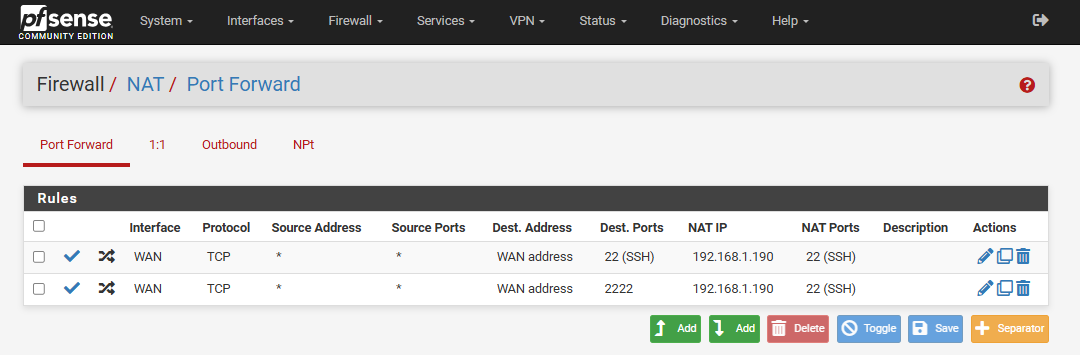 pfsense System Interfaces Firewall Services VPN Status Diagnostics Help
COMMUNITY EDITION
Firewall / NAT / Port Forward
Port Forward 1:1 Outbound NPt
Rules
Interface Protocol Source Address Source Ports Dest. Address Dest. Ports NAT IP NAT Ports Description Actions
WAN TCP * * WAN address 22 (SSH) 192.168.1.190 22 (SSH)
WAN TCP * * WAN address 2222 192.168.1.190 22 (SSH)
Add Add Delete Toggle Save Separator